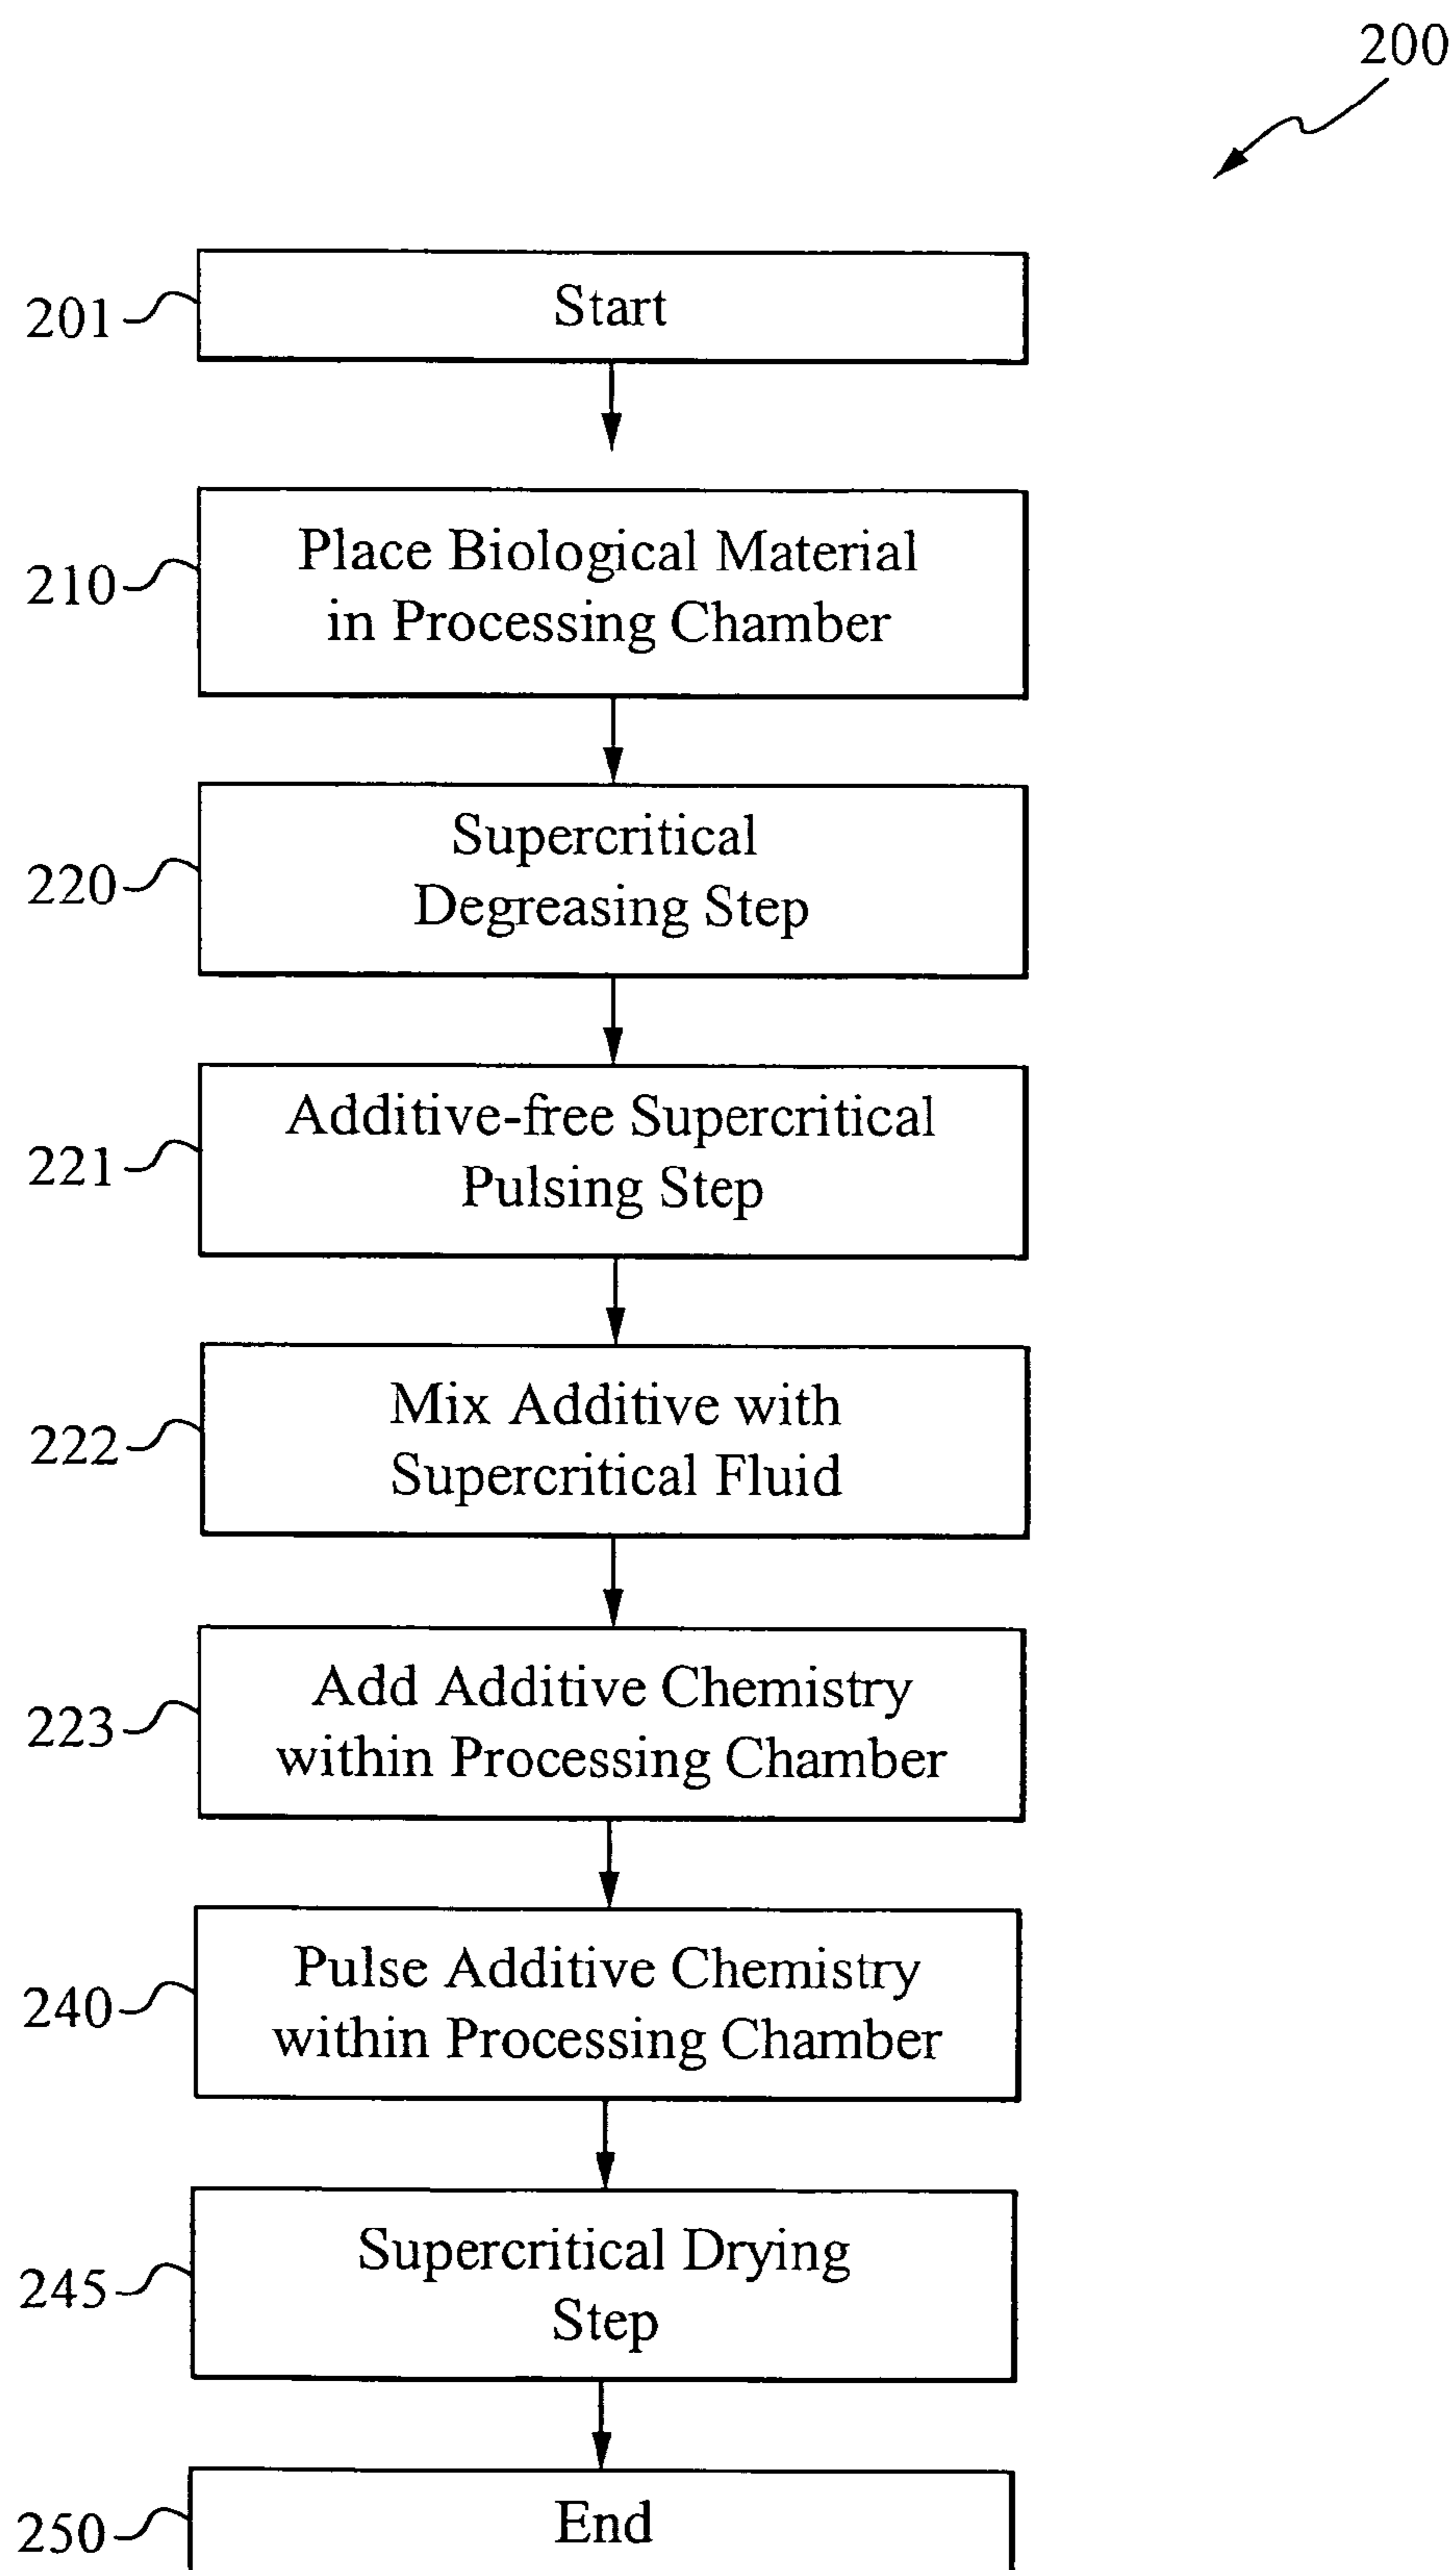 200
201
Start
210
Place Biological Material
in Processing Chamber
220
Supercritical
Degreasing Step
221
Additive-free Supercritical
Pulsing Step
222
Mix Additive with
Supercritical Fluid
223
Add Additive Chemistry
within Processing Chamber
240
Pulse Additive Chemistry
within Processing Chamber
245
Supercritical Drying
Step
250
End